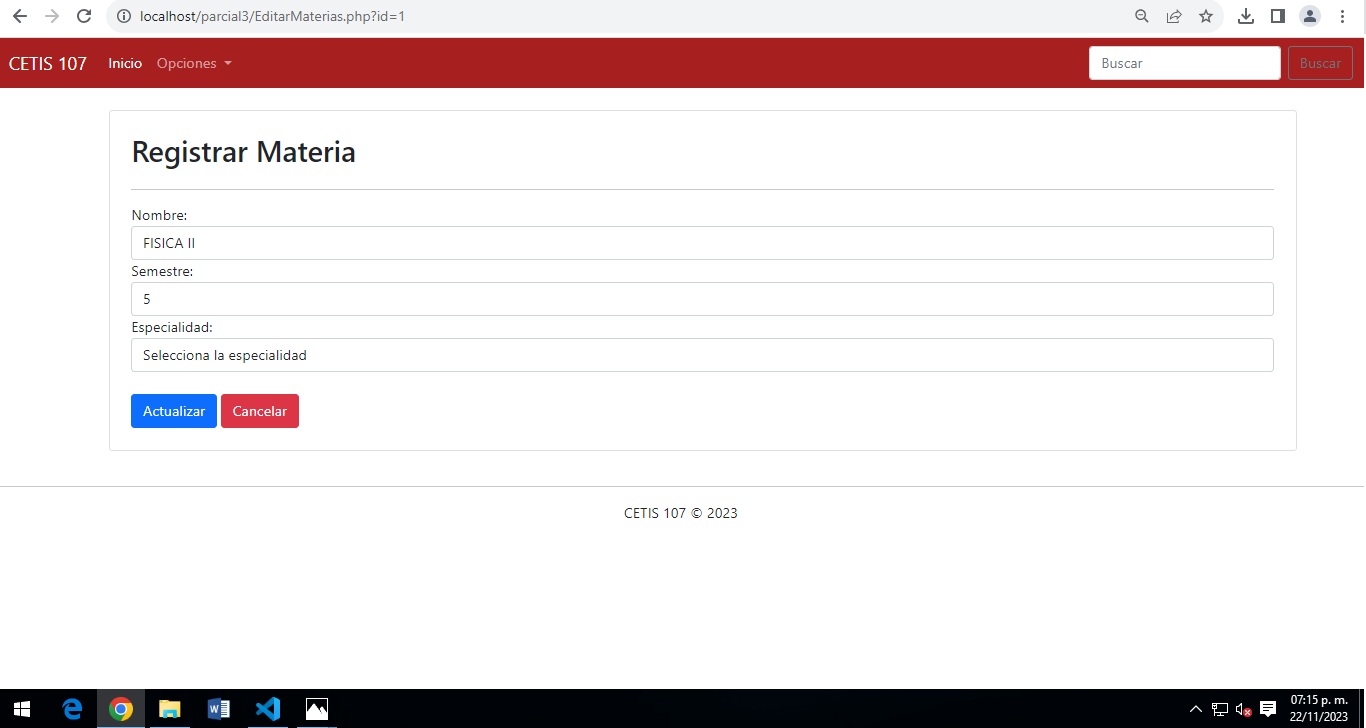 localhost/parcial3/EditarMaterias.php?id=1
CETIS 107 Inicio Opciones Buscar Buscar
Registrar Materia
Nombre:
FISICA II
Semestre:
5
Especialidad:
Selecciona la especialidad
Actualizar Cancelar
CETIS 107 © 2023
07:15 p. m.
22/11/2023